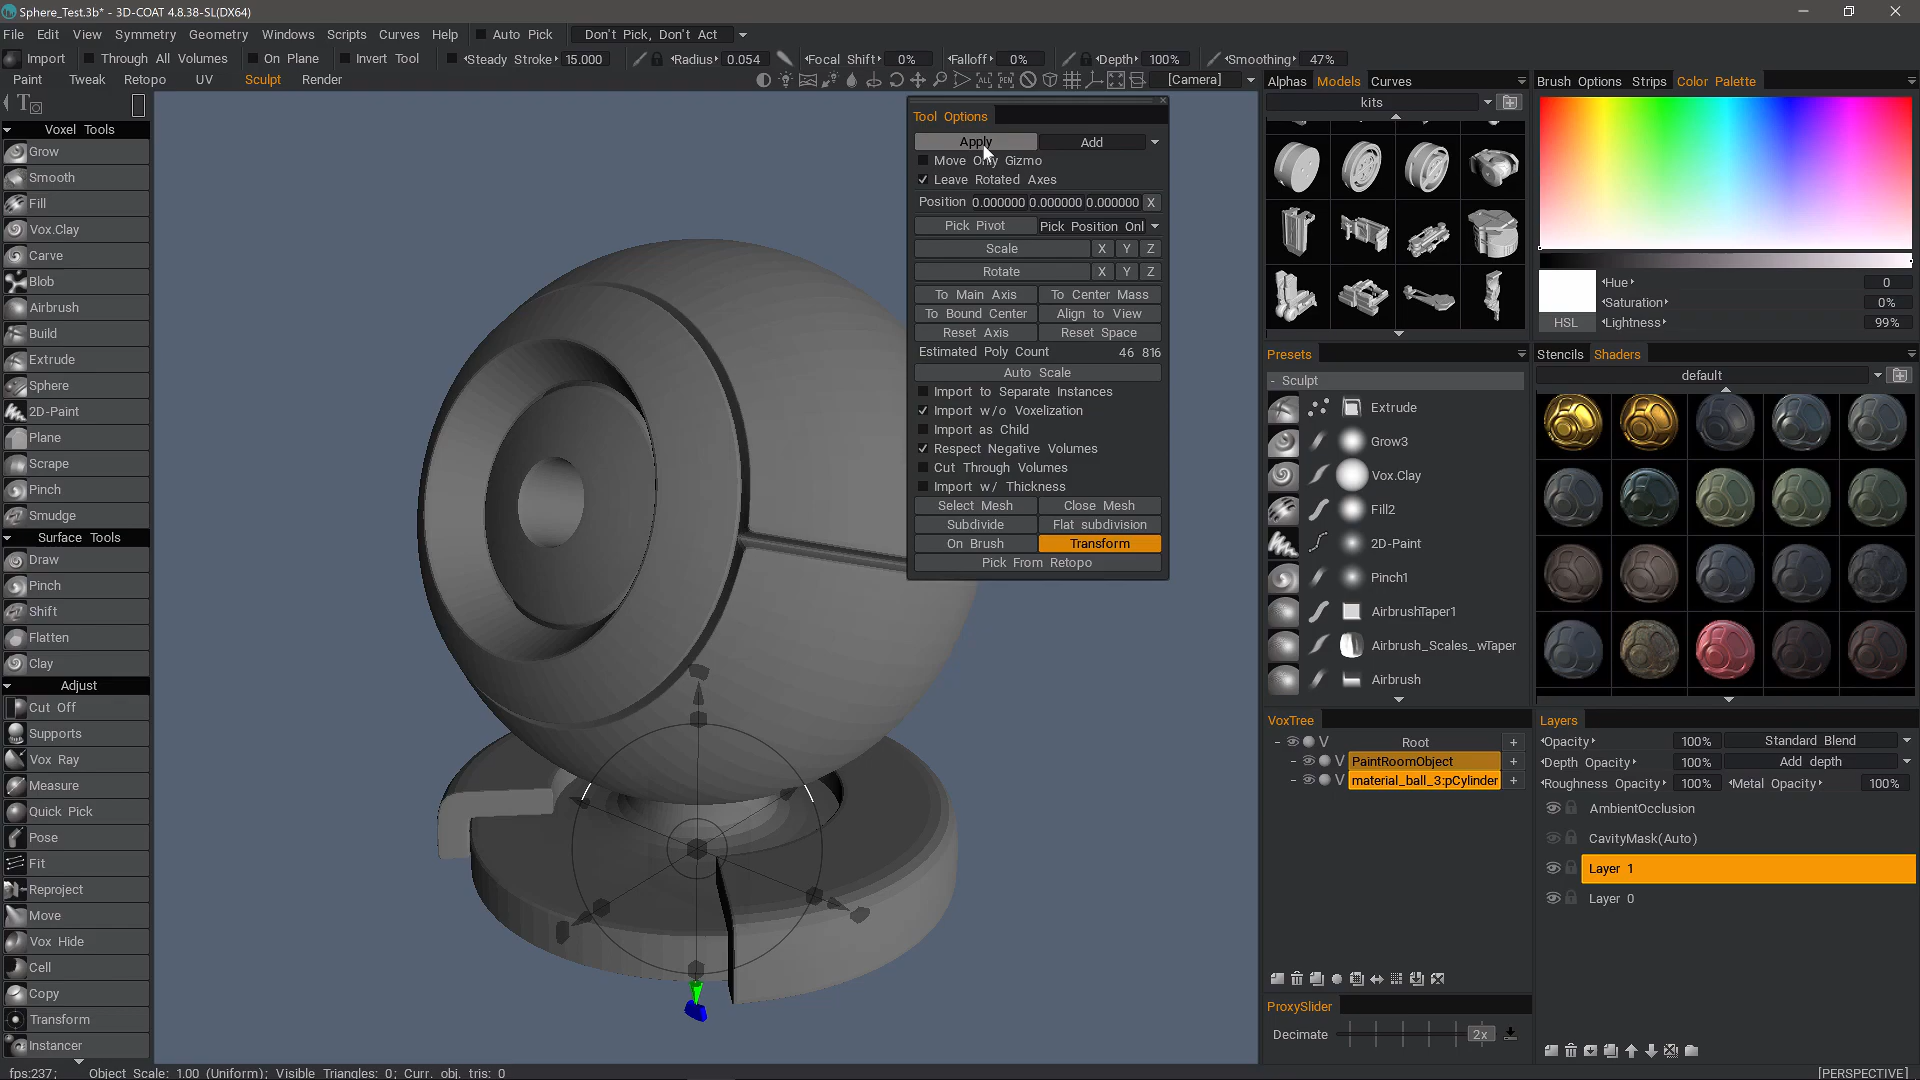 Sphere_Test.3b* - 3D-COAT 4.8.38-SL(DX64)
File Edit View Symmetry Geometry Windows Scripts Curves Help Auto Pick Don't Pick, Don't Act
Import Through All Volumes On Plane Invert Tool Steady Stroke 15.000 Radius 0.054 Focal Shift 0% Falloff 0% Depth 100% Smoothing 47%
Paint Tweak Retopo UV Sculpt Render [Camera]
Voxel Tools
Grow
Smooth
Fill
Vox.Clay
Carve
Blob
Airbrush
Build
Extrude
Sphere
2D-Paint
Plane
Scrape
Pinch
Smudge
Surface Tools
Draw
Pinch
Shift
Flatten
Clay
Adjust
Cut Off
Supports
Vox Ray
Measure
Quick Pick
Pose
Fit
Reproject
Move
Vox Hide
Cell
Copy
Transform
Instancer
Tool Options
Apply Add
Move Only Gizmo
Leave Rotated Axes
Position 0.000000 0.000000 0.000000 X
Pick Pivot Pick Position Onl
Scale X Y Z
Rotate X Y Z
To Main Axis To Center Mass
To Bound Center Align to View
Reset Axis Reset Space
Estimated Poly Count 46 816
Auto Scale
Import to Separate Instances
Import w/o Voxelization
Import as Child
Respect Negative Volumes
Cut Through Volumes
Import w/ Thickness
Select Mesh Close Mesh
Subdivide Flat subdivision
On Brush Transform
Pick From Retopo
Alphas Models Curves
kits
Brush Options Strips Color Palette
Hue 0
Saturation 0%
HSL Lightness 99%
Presets
- Sculpt
Extrude
Grow3
Vox.Clay
Fill2
2D-Paint
Pinch1
AirbrushTaper1
Airbrush_Scales_wTaper
Airbrush
Stencils Shaders
default
VoxTree
- V Root +
- V PaintRoomObject +
- V material_ball_3:pCylinder +
ProxySlider
Decimate 2x
Layers
Opacity 100% Standard Blend
Depth Opacity 100% Add depth
Roughness Opacity 100% Metal Opacity 100%
AmbientOcclusion
CavityMask(Auto)
Layer 1
Layer 0
fps:237; Object Scale: 1.00 (Uniform); Visible Triangles: 0; Curr. obj. tris: 0 [PERSPECTIVE]